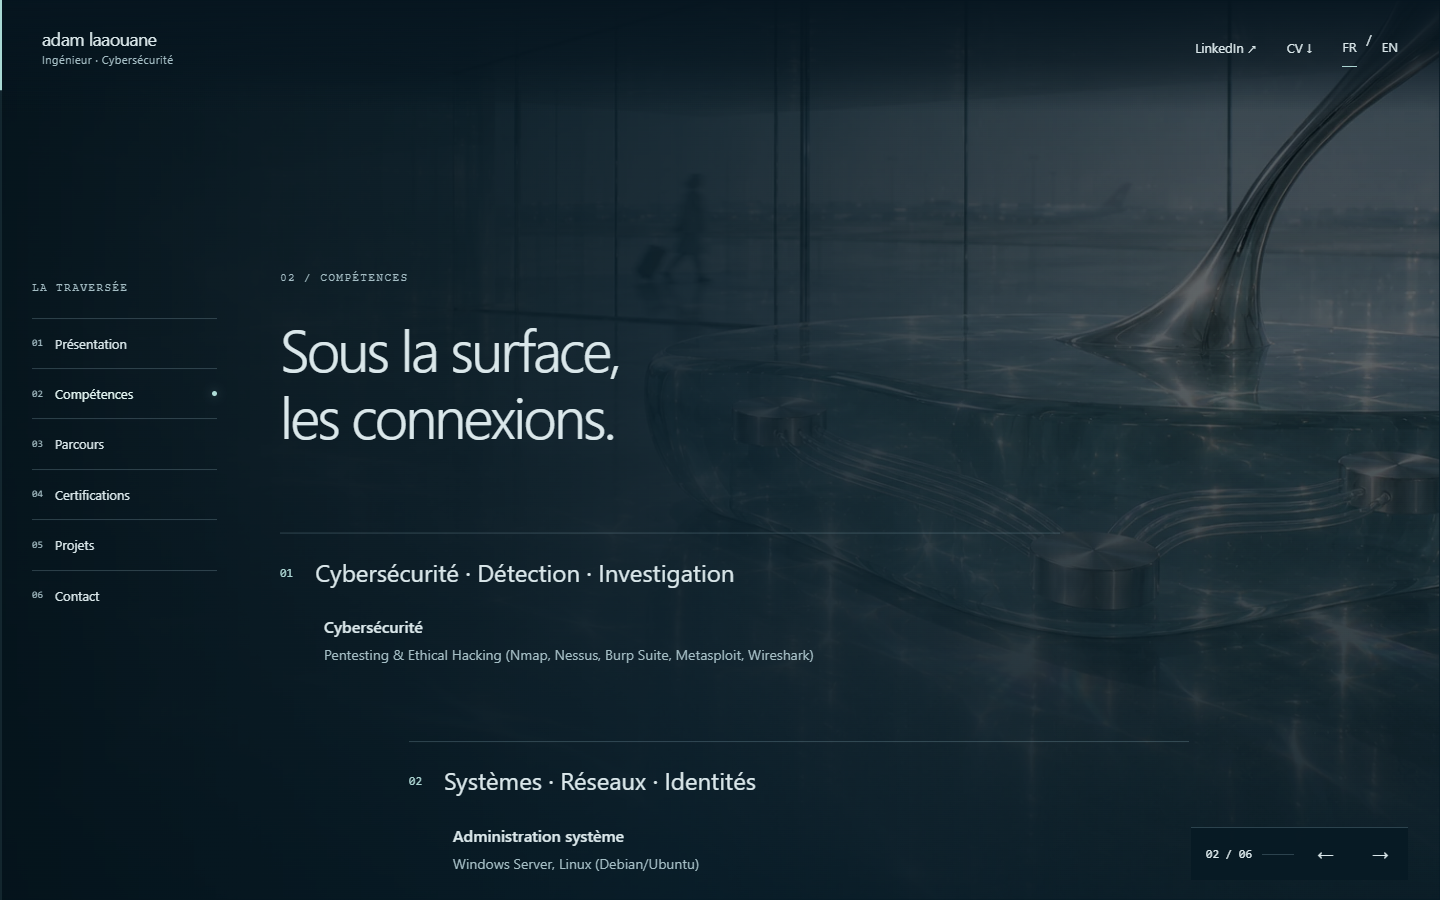 adam laaouane
Ingénieur · Cybersécurité
LinkedIn ↗
CV ↓
FR / EN
LA TRAVERSÉE
01 Présentation
02 Compétences
03 Parcours
04 Certifications
05 Projets
06 Contact
02 / COMPÉTENCES
Sous la surface,
les connexions.
01 Cybersécurité · Détection · Investigation
Cybersécurité
Pentesting & Ethical Hacking (Nmap, Nessus, Burp Suite, Metasploit, Wireshark)
02 Systèmes · Réseaux · Identités
Administration système
Windows Server, Linux (Debian/Ubuntu)
02 / 06 ← →